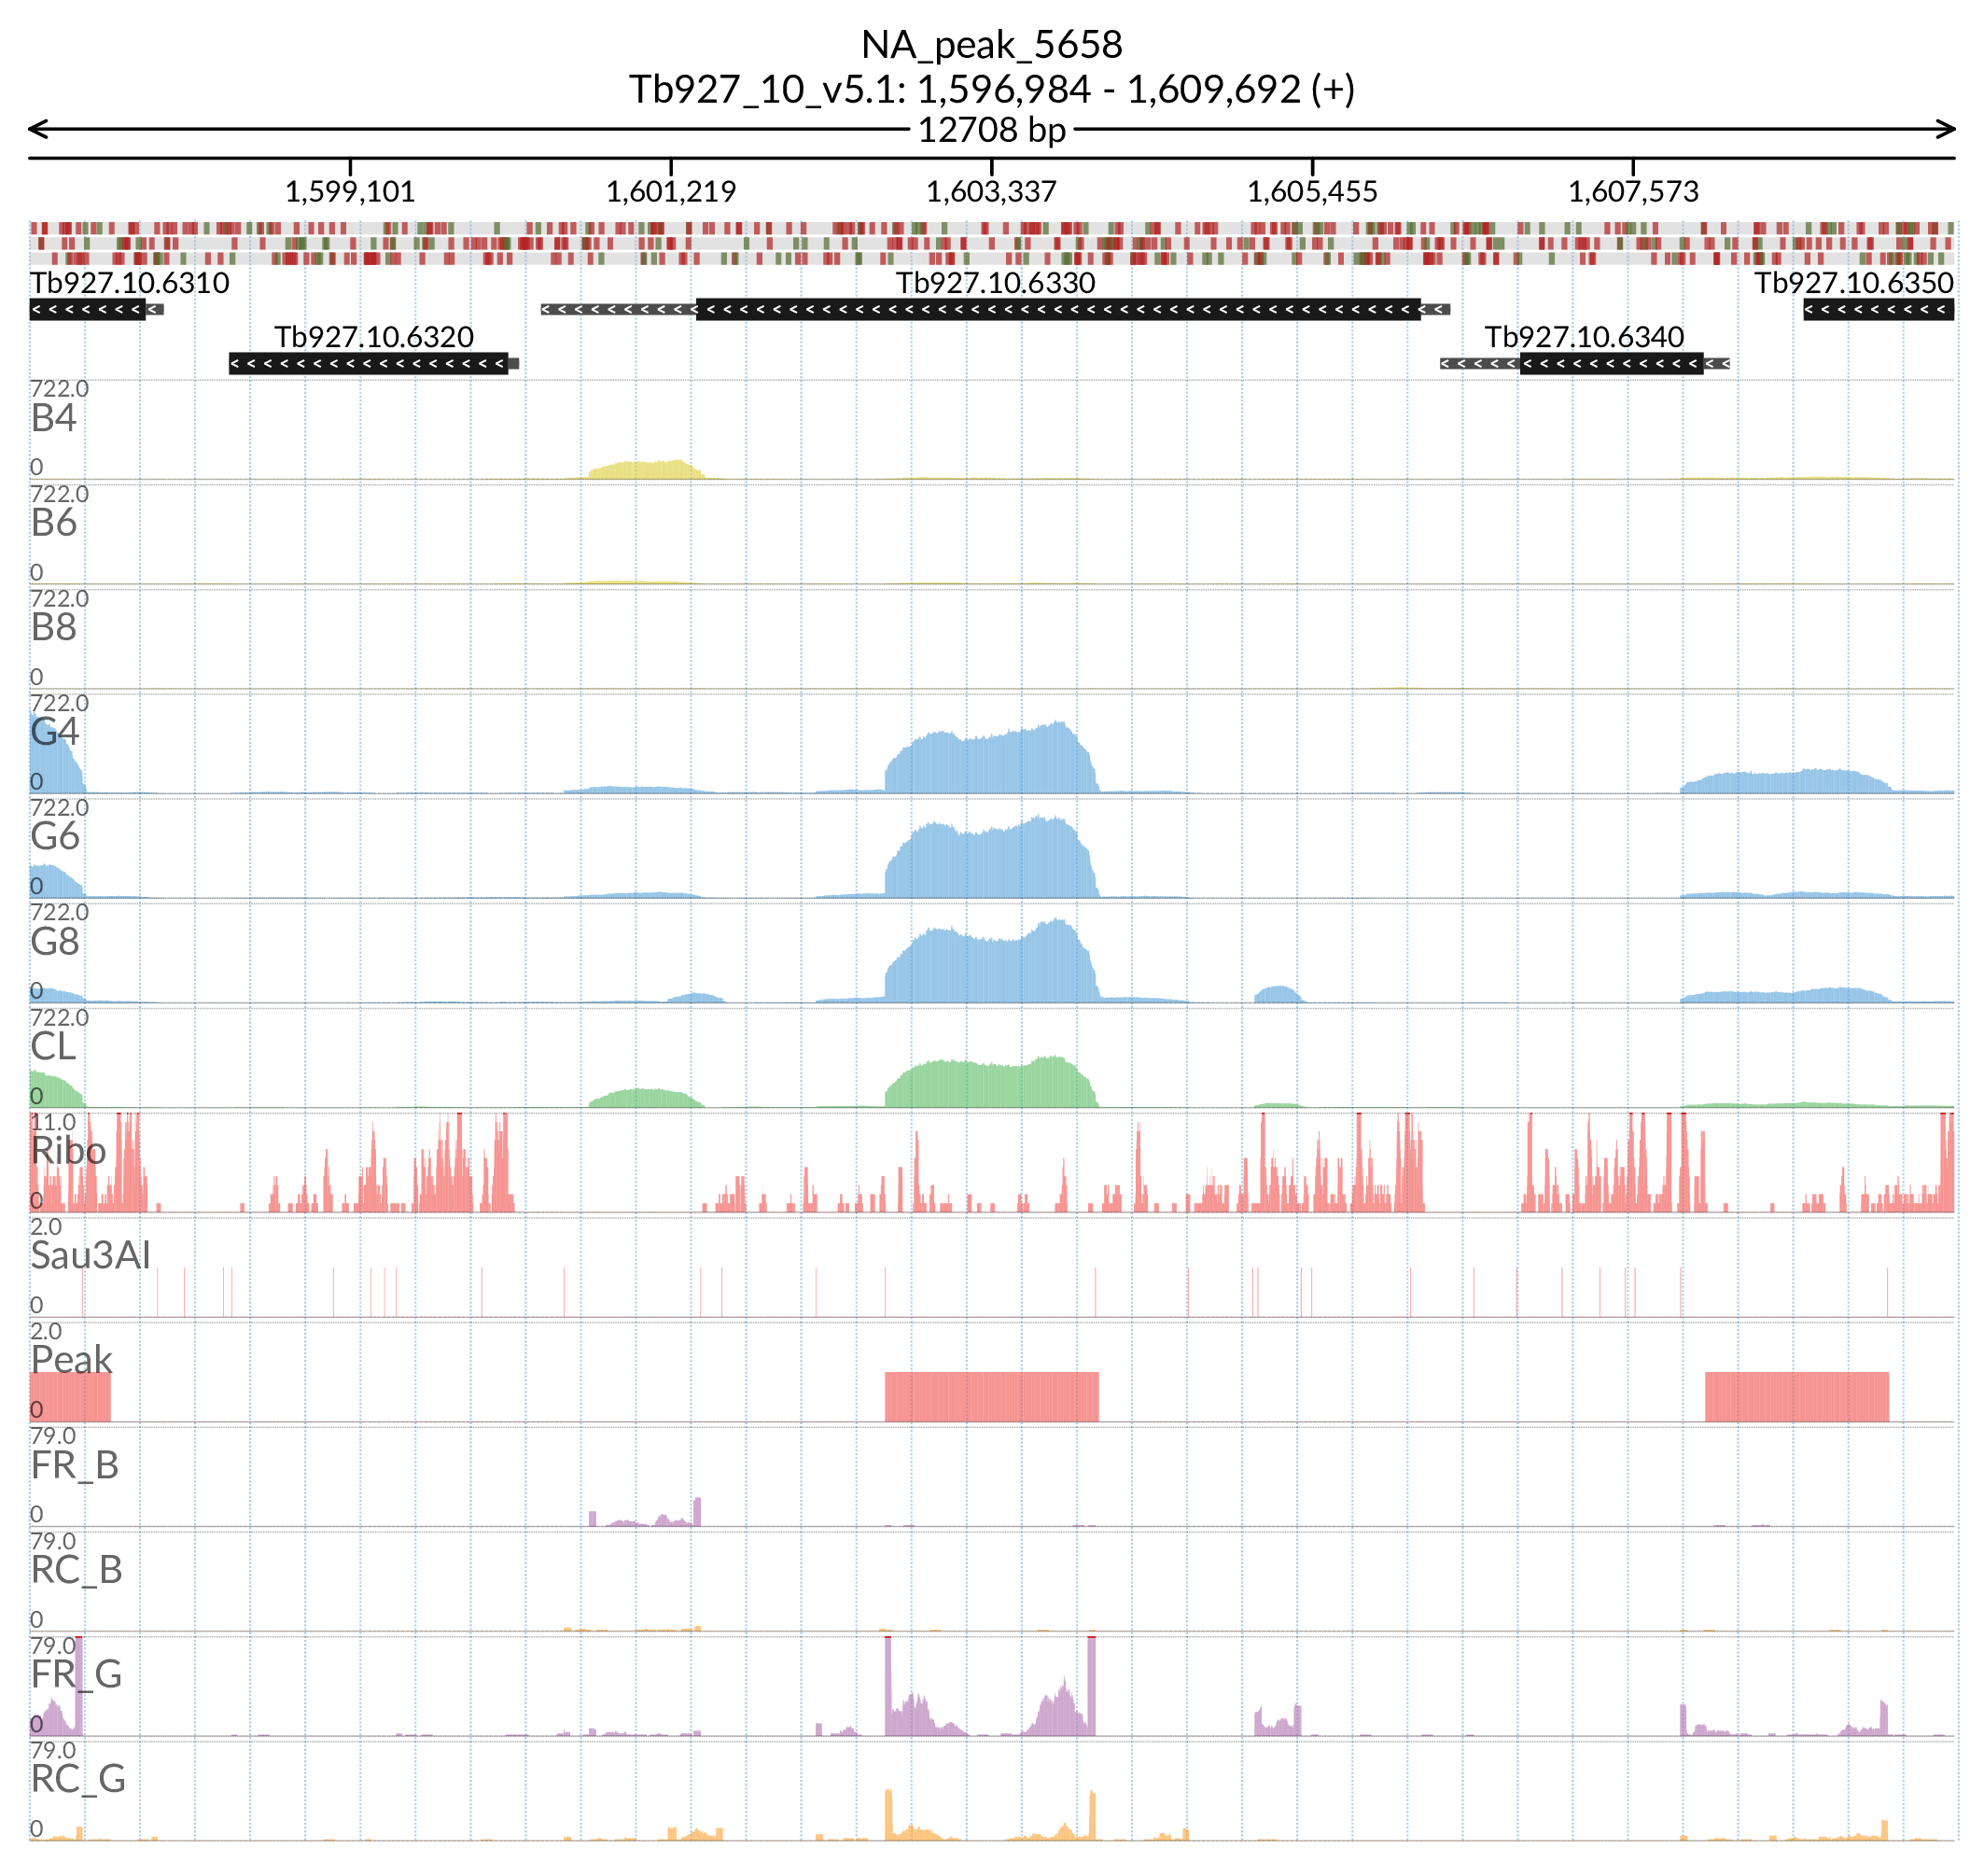 NA_peak_5658
Tb927_10_v5.1: 1,596,984 - 1,609,692 (+)
12708 bp
1,599,101 1,601,219 1,603,337 1,605,455 1,607,573
Tb927.10.6310 Tb927.10.6330 Tb927.10.6350
Tb927.10.6320 Tb927.10.6340
722.0
B4
0
722.0
B6
0
722.0
B8
0
722.0
G4
0
722.0
G6
0
722.0
G8
0
722.0
CL
0
11.0
Ribo
0
2.0
Sau3AI
0
2.0
Peak
0
79.0
FR_B
0
79.0
RC_B
0
79.0
FR_G
0
79.0
RC_G
0